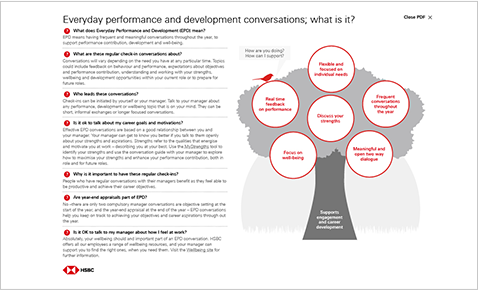 Everyday performance and development conversations; what is it?
Close PDF ✕
What does Everyday Performance and Development (EPD) mean?
EPD means having frequent and meaningful conversations throughout the year, to
support performance contribution, development and well-being.
What are these regular check-in conversations about?
Conversations will vary depending on the need you have at any particular time. Topics
could include feedback on behaviour and performance, expectations about objectives
and performance contribution, understanding and working with your strengths,
wellbeing and development opportunities within your current role or to prepare for
future roles.
Who leads these conversations?
Check-ins can be initiated by yourself or your manager. Talk to your manager about
any performance, development or wellbeing topic that is on your mind. They can be
short, informal exchanges or longer focused conversations.
Is it ok to talk about my career goals and motivations?
Effective EPD conversations are based on a good relationship between you and
your manager. Your manager can get to know you better if you talk to them openly
about your strengths and aspirations. Strengths refer to the qualities that energise
and motivate you at work – describing you at your best. Use the MyStrengths tool to
identify your strengths and use the conversation guide with your manager to explore
how to maximise your strengths and enhance your performance contribution, both in
role and for future roles.
Why is it important to have these regular check-ins?
People who have regular conversations with their managers benefit as they feel able to
be productive and achieve their career objectives.
Are year-end appraisals part of EPD?
No -there are only two compulsory manager conversations are objective setting at the
start of the year, and the year-end appraisal at the end of the year – EPD conversations
help you keep on track to achieving your objectives and career aspirations through out
the year.
Is it OK to talk to my manager about how I feel at work?
Absolutely, your wellbeing should and important part of an EPD conversation. HSBC
offers all our employees a range of wellbeing resources, and your manager can
support you to find the right ones, when you need them. Visit the Wellbeing site for
further information.
HSBC
How are you doing?
How can I support?
Flexible and
focused on
individual needs
Real time
feedback
on performance
Frequent
conversations
throughout
the year
Discuss your
strengths
Focus on
well-being
Meaningful and
open two way
dialogue
Supports
engagement
and career
development